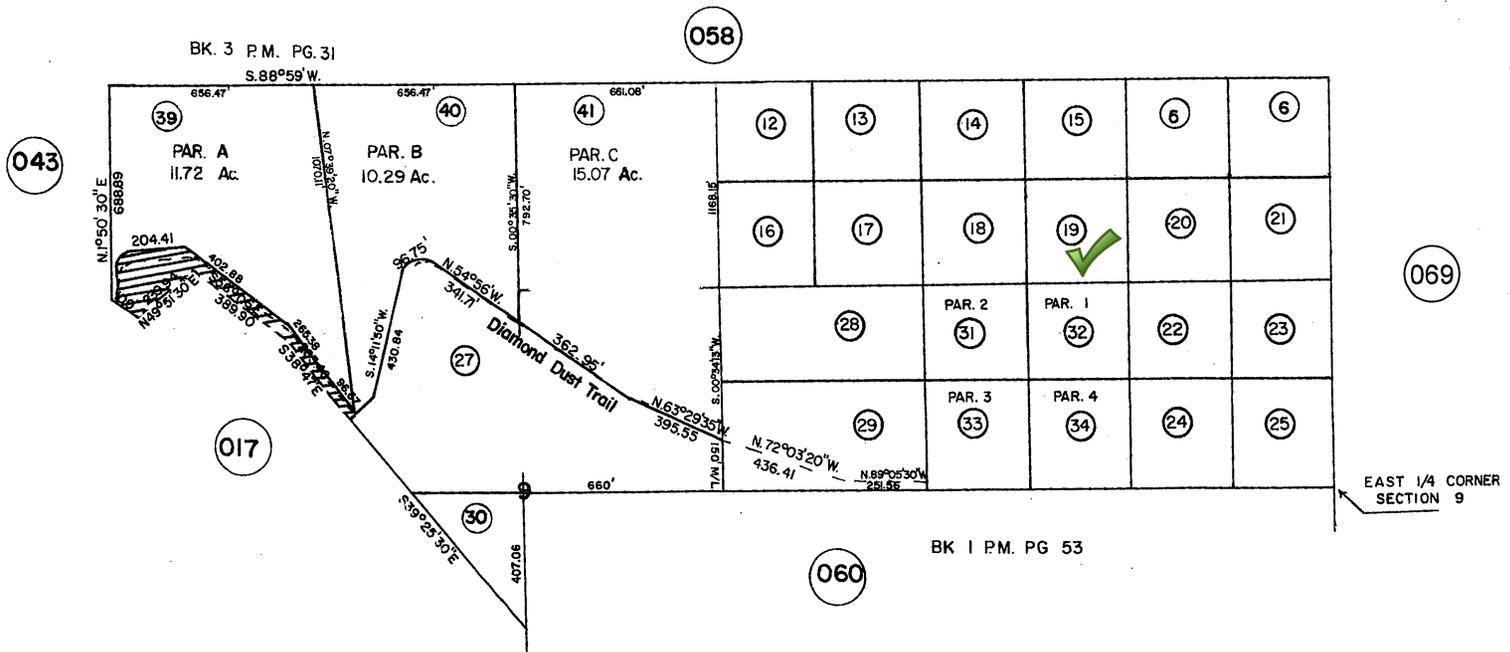 058
BK. 3 P.M. PG. 31
S.88°59' W.
656.47'
656.47'
661.08'
39
40
41
12
13
14
15
6
6
043
PAR. A
11.72 Ac.
PAR. B
10.29 Ac.
PAR. C
15.07 Ac.
N.1°50'30"E
688.89
1070.11
S.00°35'30"W.
792.70'
1168.15'
16
17
18
19
20
21
069
204.41
402.88
N49°51'30"E
389.90
96.75'
N.54°56'W.
341.71'
S.14°11'30"W.
430.84
265.38
S38°47'E
96.67
Diamond Dust Trail
362.95'
27
28
PAR. 2
31
PAR. 1
32
22
23
S.00°34'13"W.
N.63°29'35"W.
395.55
29
PAR. 3
33
PAR. 4
34
24
25
017
150' M/L
N.72°03'20"W.
436.41
N.89°05'30"W
251.56
9
660'
30
S39°25'30"E
407.06
EAST 1/4 CORNER
SECTION 9
BK 1 P.M. PG 53
060